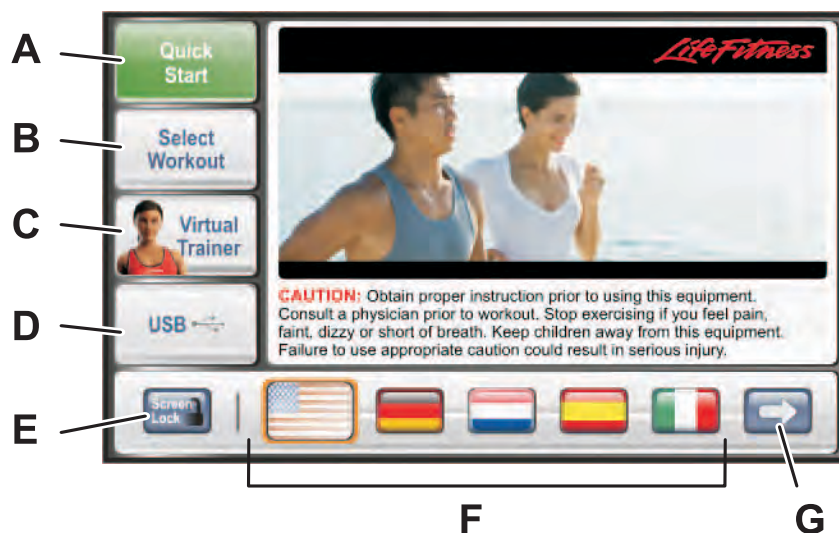 A
Quick
Start
LifeFitness
B
Select
Workout
C
Virtual
Trainer
D
USB
CAUTION: Obtain proper instruction prior to using this equipment.
Consult a physician prior to workout. Stop exercising if you feel pain,
faint, dizzy or short of breath. Keep children away from this equipment.
Failure to use appropriate caution could result in serious injury.
E
Screen
Lock
F
G